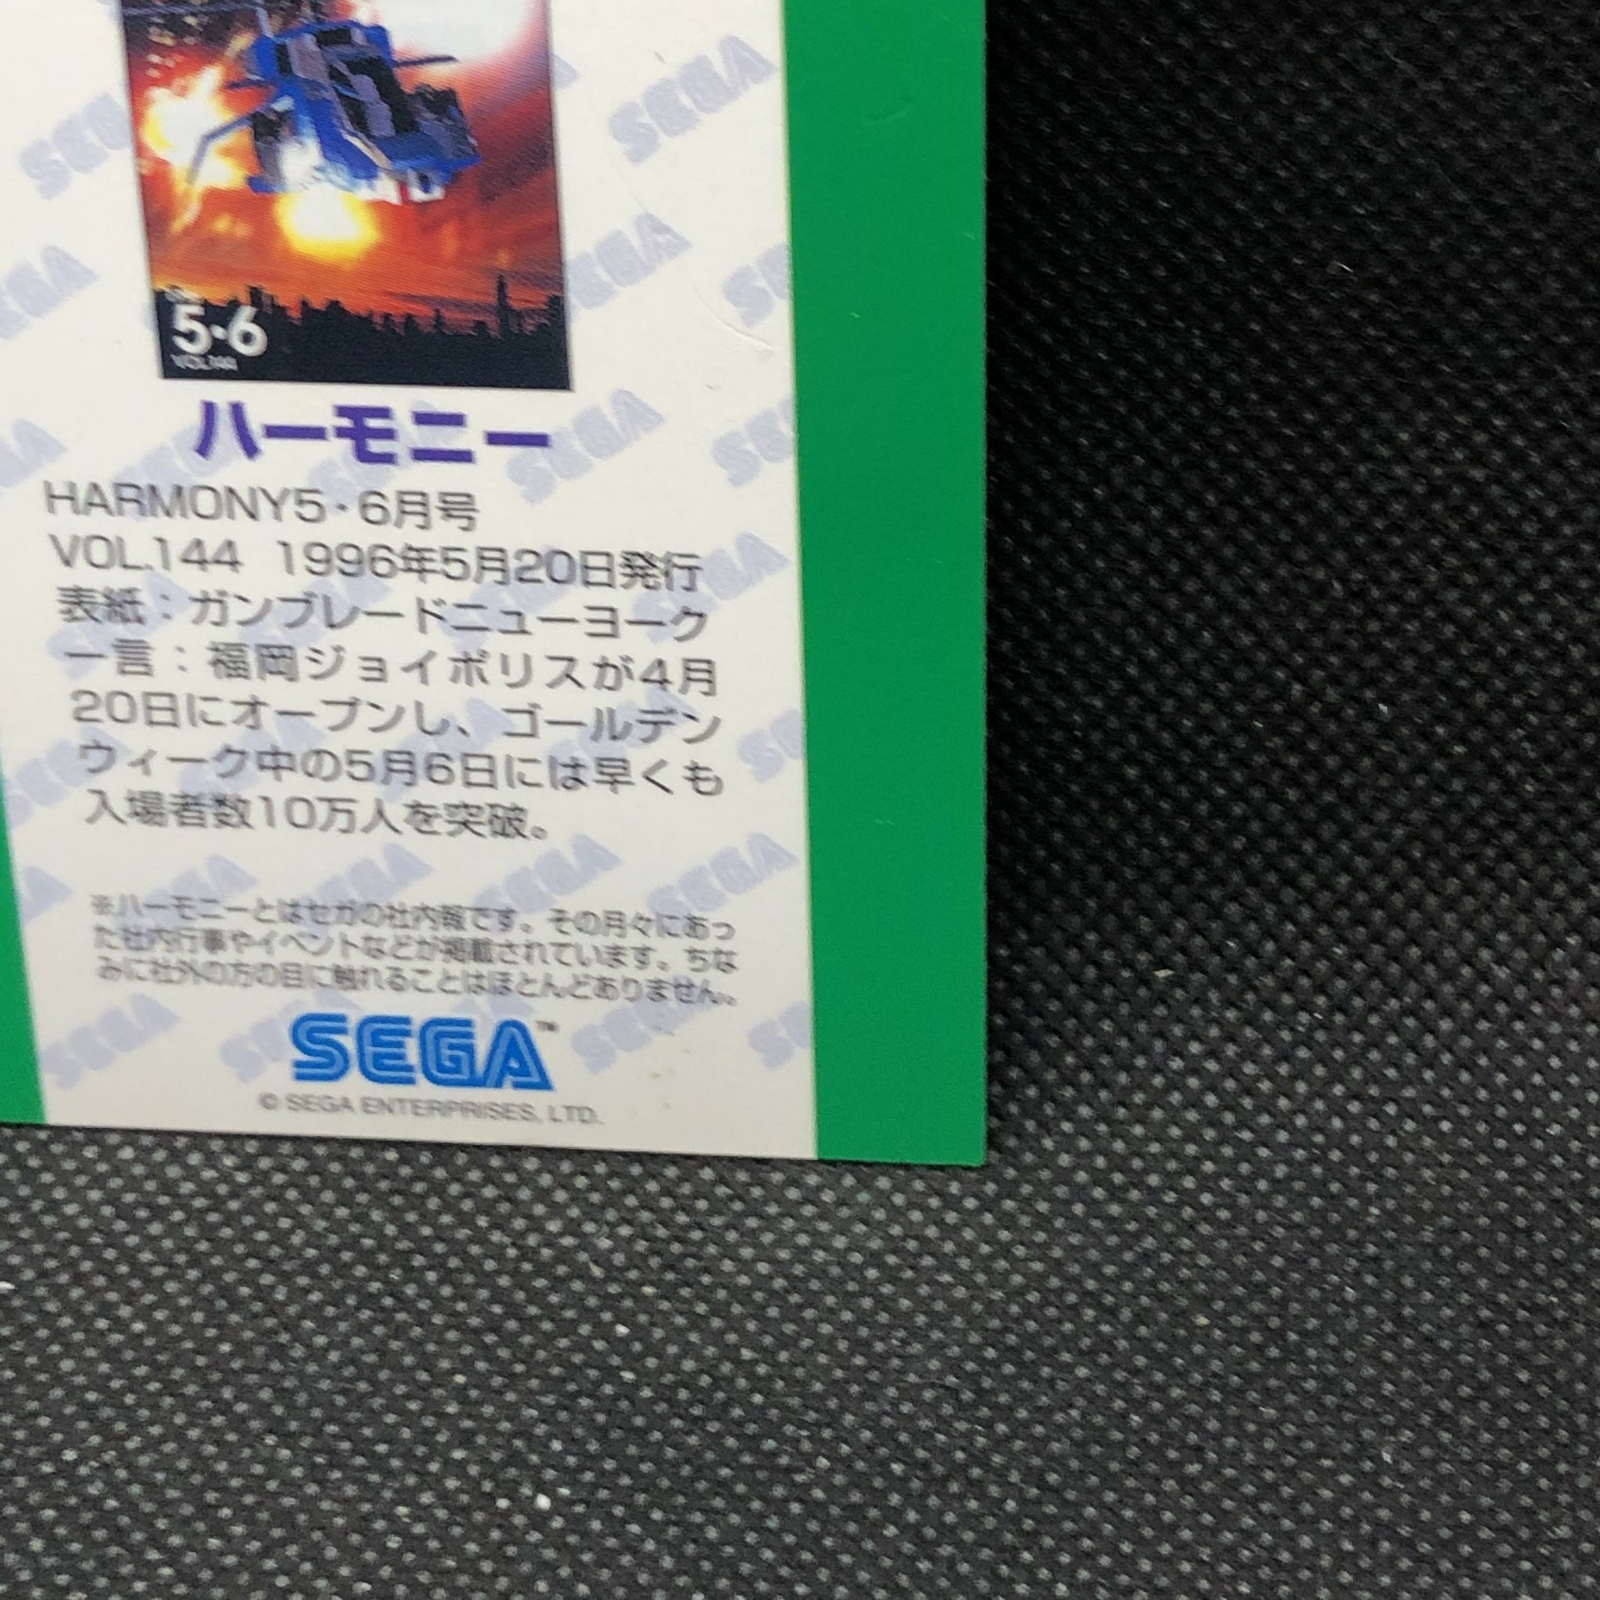 5・6
VOL.144
ハーモニー
HARMONY5・6月号
VOL.144 1996年5月20日発行
表紙：ガンブレードニューヨーク
一言：福岡ジョイポリスが4月
20日にオープンし、ゴールデン
ウィーク中の5月6日には早くも
入場者数10万人を突破。
※ハーモニーとはセガの社内報です。その月々にあっ
た社内行事やイベントなどが掲載されています。ちな
みに社外の方の目に触れることはほとんどありません。
SEGA™
© SEGA ENTERPRISES, LTD.